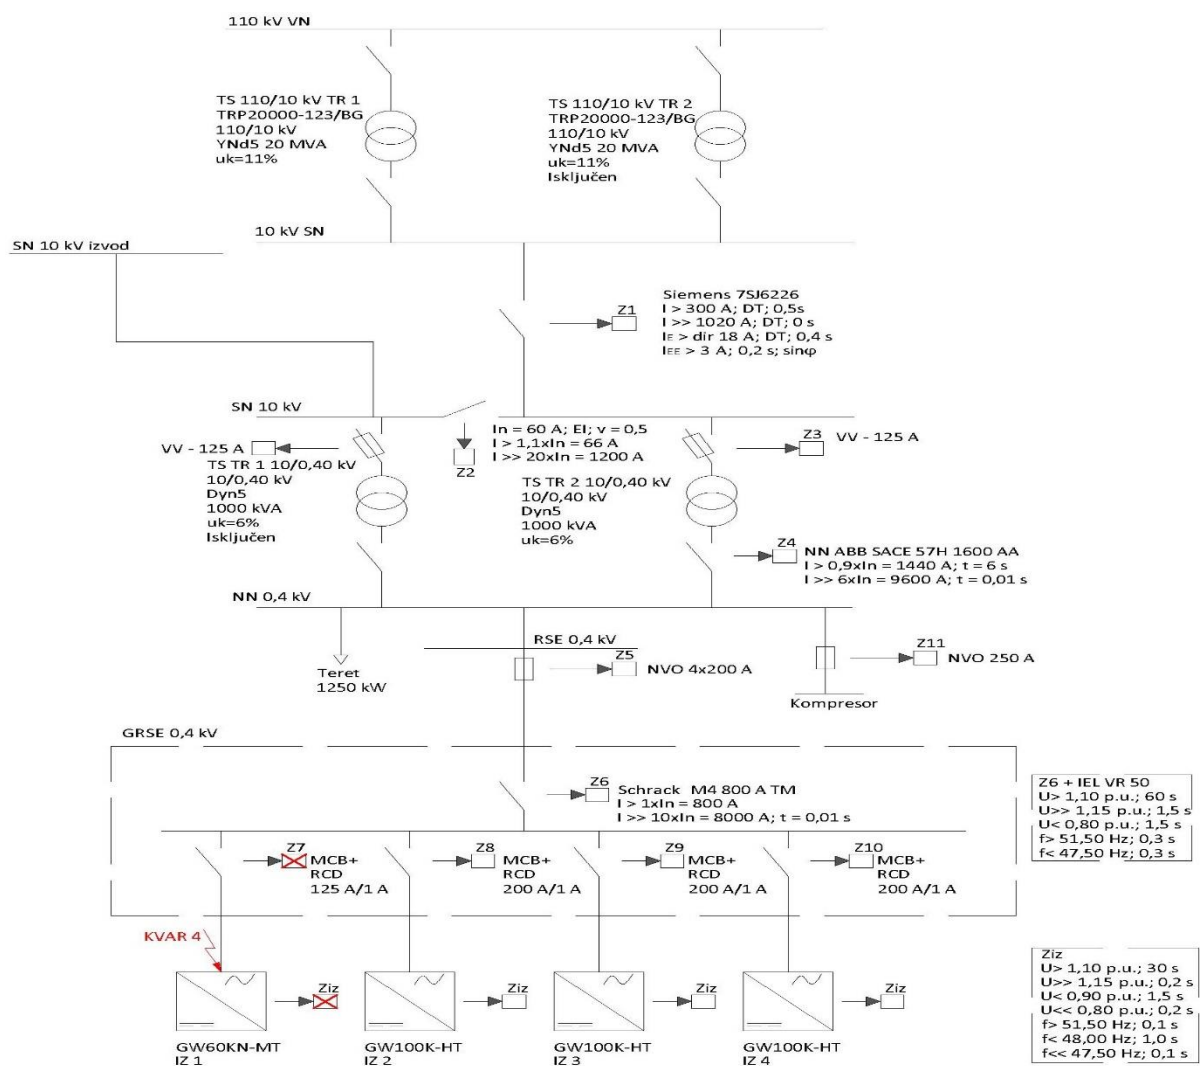 110 kV VN
TS 110/10 kV TR 1
TRP20000-123/BG
110/10 kV
YNd5 20 MVA
uk=11%
TS 110/10 kV TR 2
TRP20000-123/BG
110/10 kV
YNd5 20 MVA
uk=11%
Isključen
10 kV SN
SN 10 kV izvod
Z1
Siemens 7SJ6226
I > 300 A; DT; 0,5s
I >> 1020 A; DT; 0 s
IE > dir 18 A; DT; 0,4 s
IEE > 3 A; 0,2 s; sinφ
SN 10 kV
VV - 125 A
Z2
In = 60 A; EI; v = 0,5
I > 1,1xIn = 66 A
I >> 20xIn = 1200 A
Z3
VV - 125 A
TS TR 1 10/0,40 kV
10/0,40 kV
Dyn5
1000 kVA
uk=6%
Isključen
TS TR 2 10/0,40 kV
10/0,40 kV
Dyn5
1000 kVA
uk=6%
Z4
NN ABB SACE 57H 1600 AA
I > 0,9xIn = 1440 A; t = 6 s
I >> 6xIn = 9600 A; t = 0,01 s
NN 0,4 kV
Teret
1250 kW
RSE 0,4 kV
Z5
NVO 4x200 A
Z11
NVO 250 A
Kompresor
GRSE 0,4 kV
Z6
Schrack M4 800 A TM
I > 1xIn = 800 A
I >> 10xIn = 8000 A; t = 0,01 s
Z6 + IEL VR 50
U> 1,10 p.u.; 60 s
U>> 1,15 p.u.; 1,5 s
U< 0,80 p.u.; 1,5 s
f> 51,50 Hz; 0,3 s
f< 47,50 Hz; 0,3 s
Z7
MCB+
RCD
125 A/1 A
Z8
MCB+
RCD
200 A/1 A
Z9
MCB+
RCD
200 A/1 A
Z10
MCB+
RCD
200 A/1 A
KVAR 4
Ziz
Ziz
Ziz
Ziz
GW60KN-MT
IZ 1
GW100K-HT
IZ 2
GW100K-HT
IZ 3
GW100K-HT
IZ 4
Ziz
U> 1,10 p.u.; 30 s
U>> 1,15 p.u.; 0,2 s
U< 0,90 p.u.; 1,5 s
U<< 0,80 p.u.; 0,2 s
f> 51,50 Hz; 0,1 s
f< 48,00 Hz; 1,0 s
f<< 47,50 Hz; 0,1 s